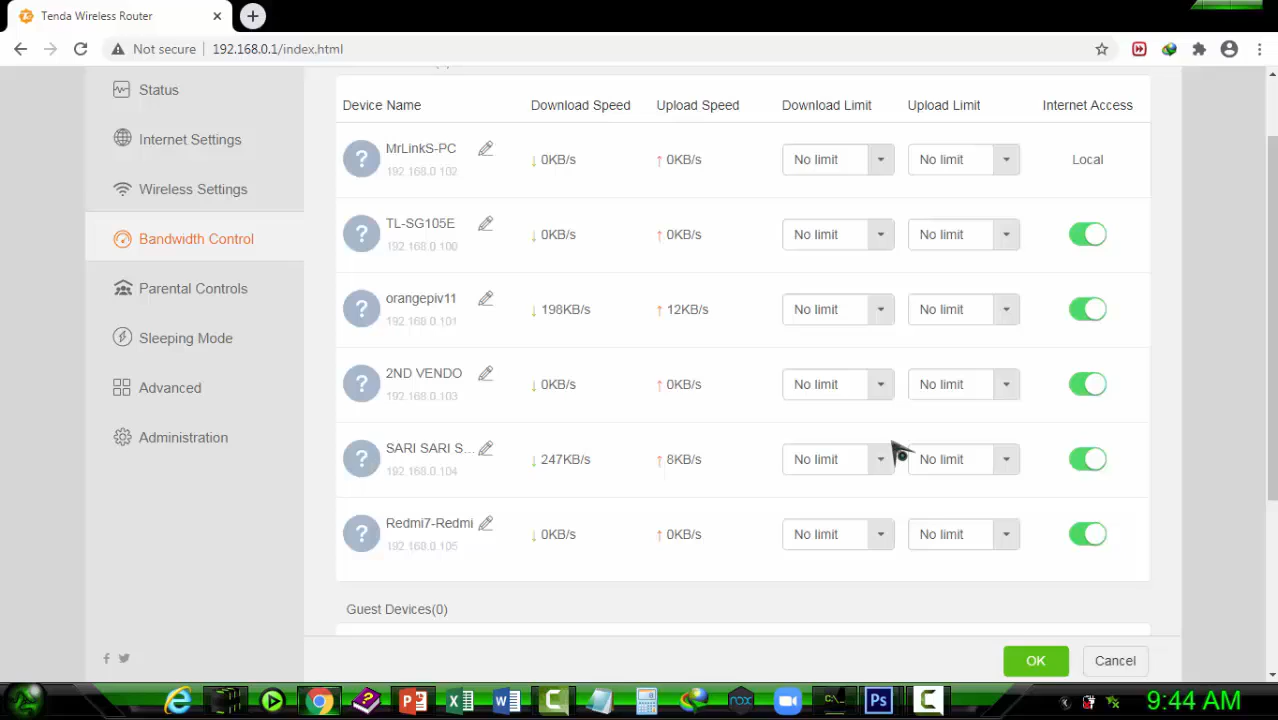 Tenda Wireless Router
Not secure
192.168.0.1/index.html
Status
Internet Settings
Wireless Settings
Bandwidth Control
Parental Controls
Sleeping Mode
Advanced
Administration
Device Name Download Speed Upload Speed Download Limit Upload Limit Internet Access
MrLinkS-PC
192.168.0.102
↓ 0KB/s ↑ 0KB/s No limit No limit Local
TL-SG105E
192.168.0.100
↓ 0KB/s ↑ 0KB/s No limit No limit
orangepiv11
192.168.0.101
↓ 198KB/s ↑ 12KB/s No limit No limit
2ND VENDO
192.168.0.103
↓ 0KB/s ↑ 0KB/s No limit No limit
SARI SARI S...
192.168.0.104
↓ 247KB/s ↑ 8KB/s No limit No limit
Redmi7-Redmi
192.168.0.105
↓ 0KB/s ↑ 0KB/s No limit No limit
Guest Devices(0)
OK Cancel
9:44 AM